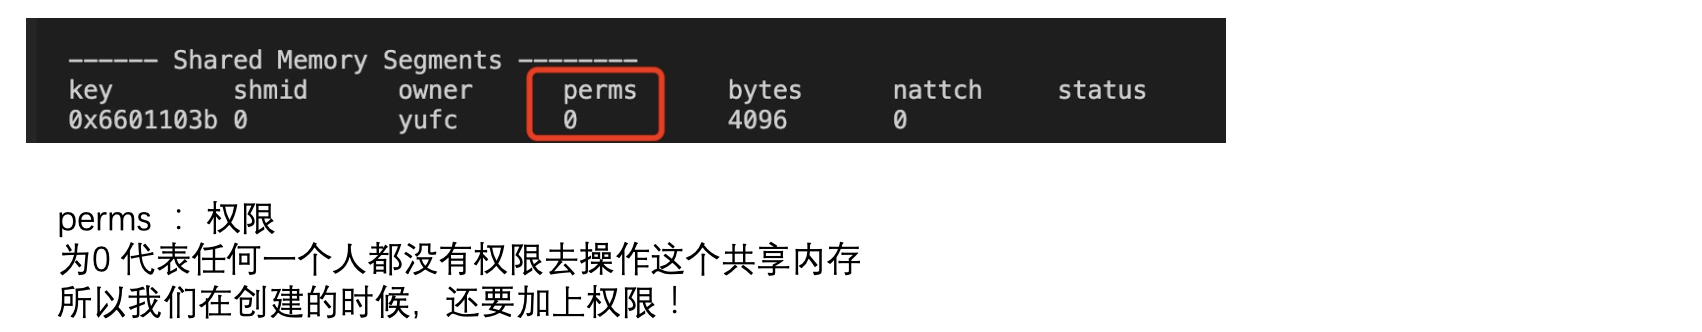 ------ Shared Memory Segments --------
key shmid owner perms bytes nattch status
0x6601103b 0 yufc 0 4096 0
perms : 权限
为0 代表任何一个人都没有权限去操作这个共享内存
所以我们在创建的时候，还要加上权限！